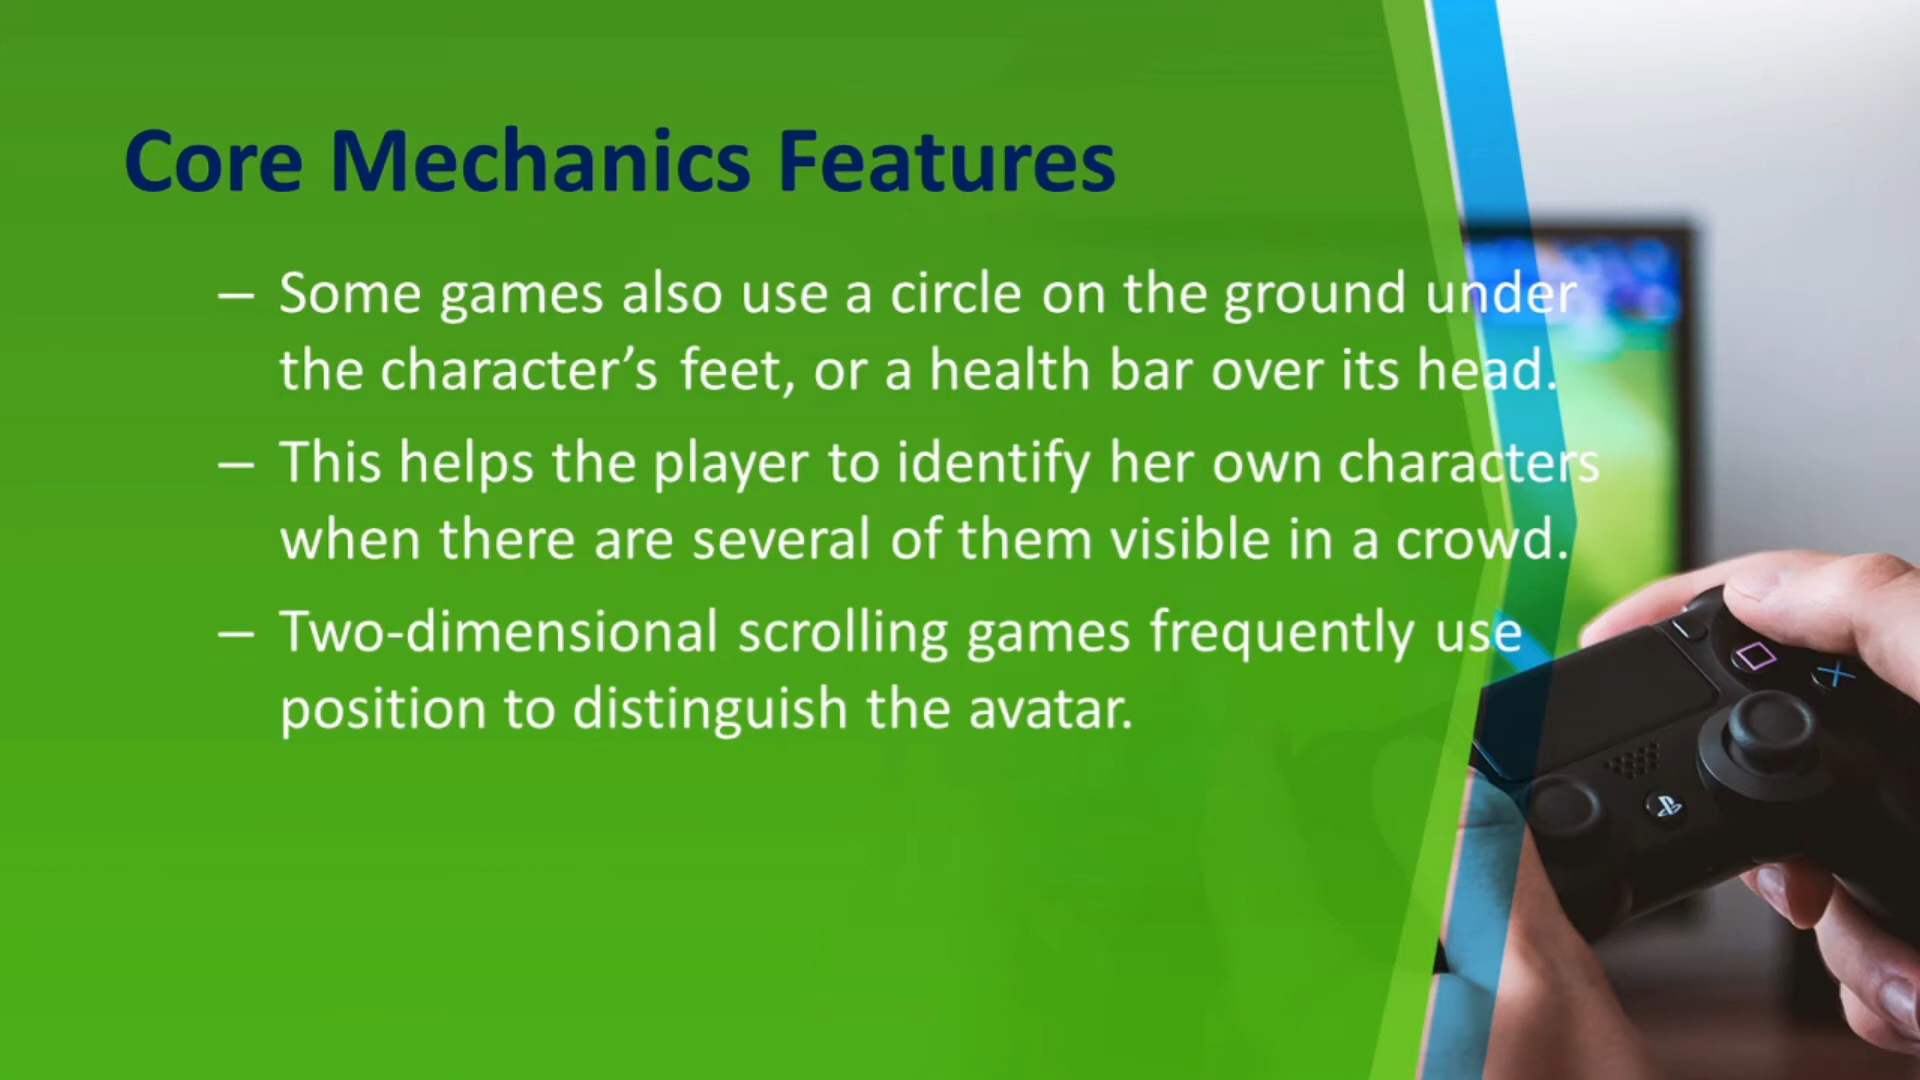 Core Mechanics Features
– Some games also use a circle on the ground under
the character’s feet, or a health bar over its head.
– This helps the player to identify her own characters
when there are several of them visible in a crowd.
– Two-dimensional scrolling games frequently use
position to distinguish the avatar.